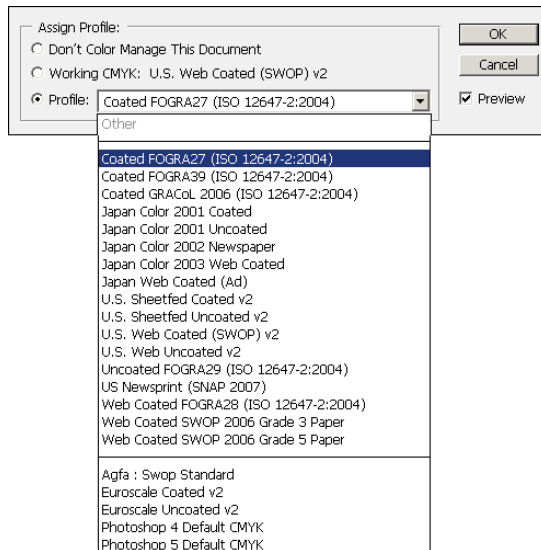 Assign Profile:
OK
Don't Color Manage This Document
Cancel
Working CMYK: U.S. Web Coated (SWOP) v2
Profile: Coated FOGRA27 (ISO 12647-2:2004)
Preview
Other
Coated FOGRA27 (ISO 12647-2:2004)
Coated FOGRA39 (ISO 12647-2:2004)
Coated GRACoL 2006 (ISO 12647-2:2004)
Japan Color 2001 Coated
Japan Color 2001 Uncoated
Japan Color 2002 Newspaper
Japan Color 2003 Web Coated
Japan Web Coated (Ad)
U.S. Sheetfed Coated v2
U.S. Sheetfed Uncoated v2
U.S. Web Coated (SWOP) v2
U.S. Web Uncoated v2
Uncoated FOGRA29 (ISO 12647-2:2004)
US Newsprint (SNAP 2007)
Web Coated FOGRA28 (ISO 12647-2:2004)
Web Coated SWOP 2006 Grade 3 Paper
Web Coated SWOP 2006 Grade 5 Paper
Agfa : Swop Standard
Euroscale Coated v2
Euroscale Uncoated v2
Photoshop 4 Default CMYK
Photoshop 5 Default CMYK